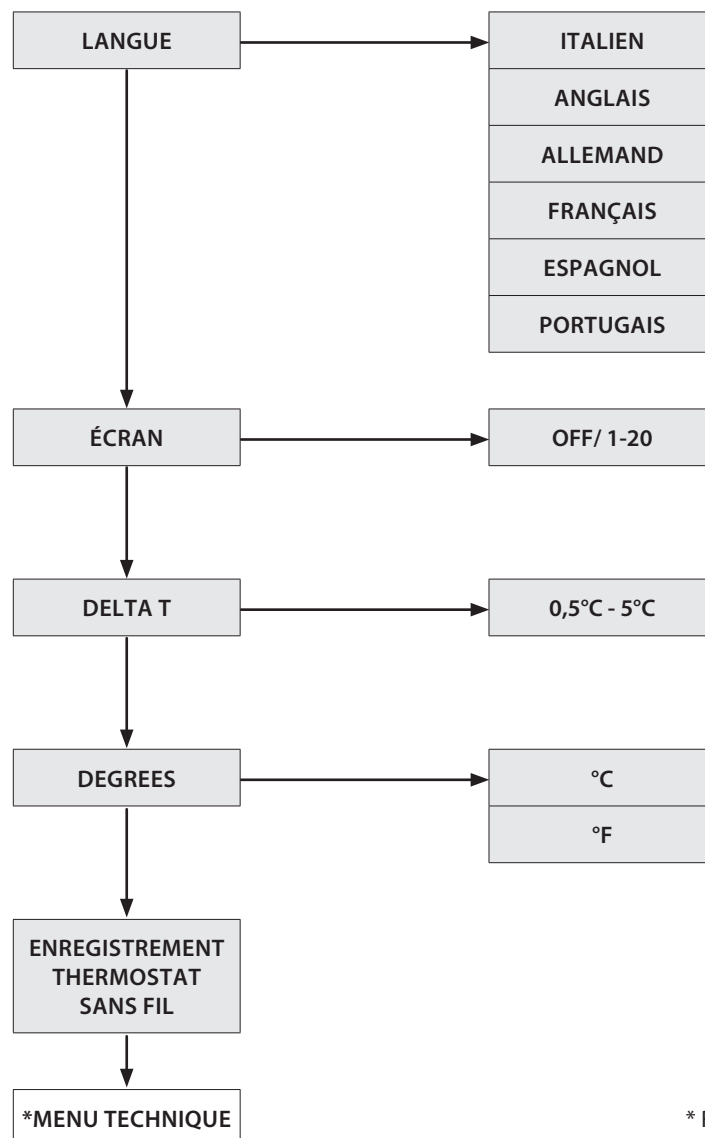 LANGUE
ITALIEN
ANGLAIS
ALLEMAND
FRANÇAIS
ESPAGNOL
PORTUGAIS
ÉCRAN
OFF/ 1-20
DELTA T
0,5°C - 5°C
DEGREES
°C
°F
ENREGISTREMENT
THERMOSTAT
SANS FIL
*MENU TECHNIQUE
*